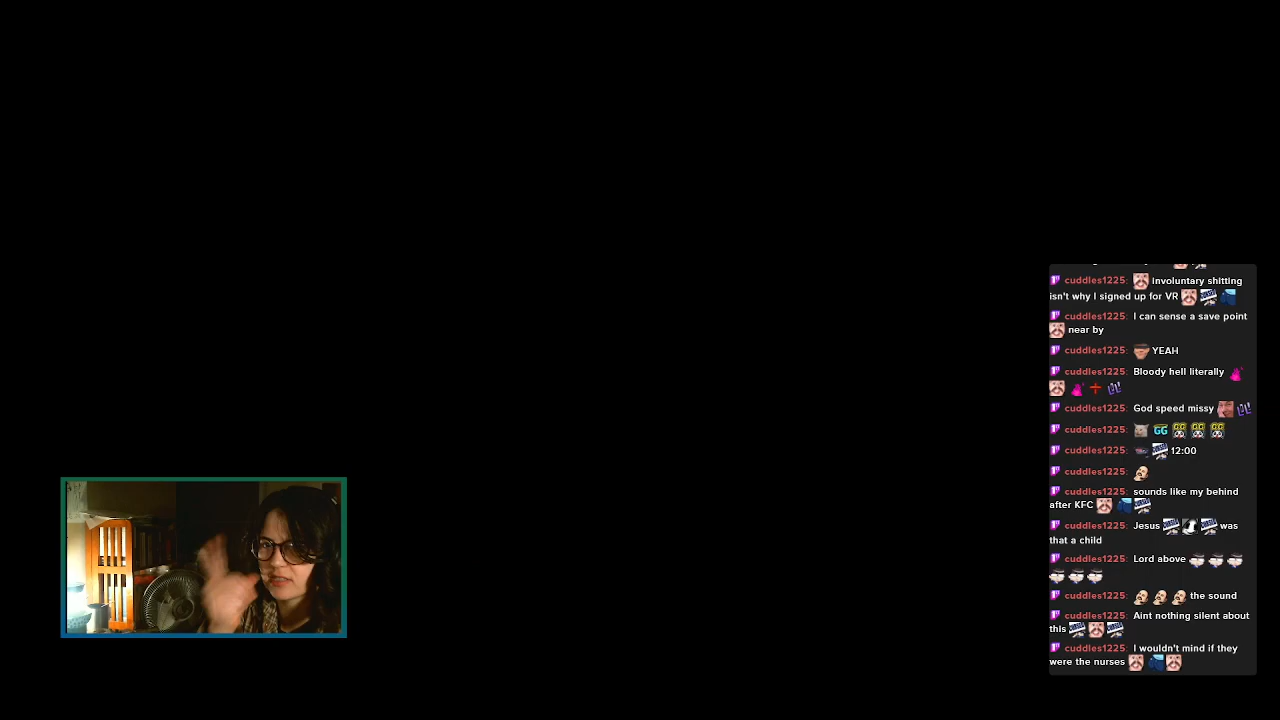 cuddles1225: Involuntary shitting
isn't why I signed up for VR
cuddles1225: I can sense a save point
near by
cuddles1225: YEAH
cuddles1225: Bloody hell literally
cuddles1225: God speed missy
cuddles1225: GG
cuddles1225: 12:00
cuddles1225:
cuddles1225: sounds like my behind
after KFC
cuddles1225: Jesus was
that a child
cuddles1225: Lord above
cuddles1225: the sound
cuddles1225: Aint nothing silent about
this
cuddles1225: I wouldn't mind if they
were the nurses